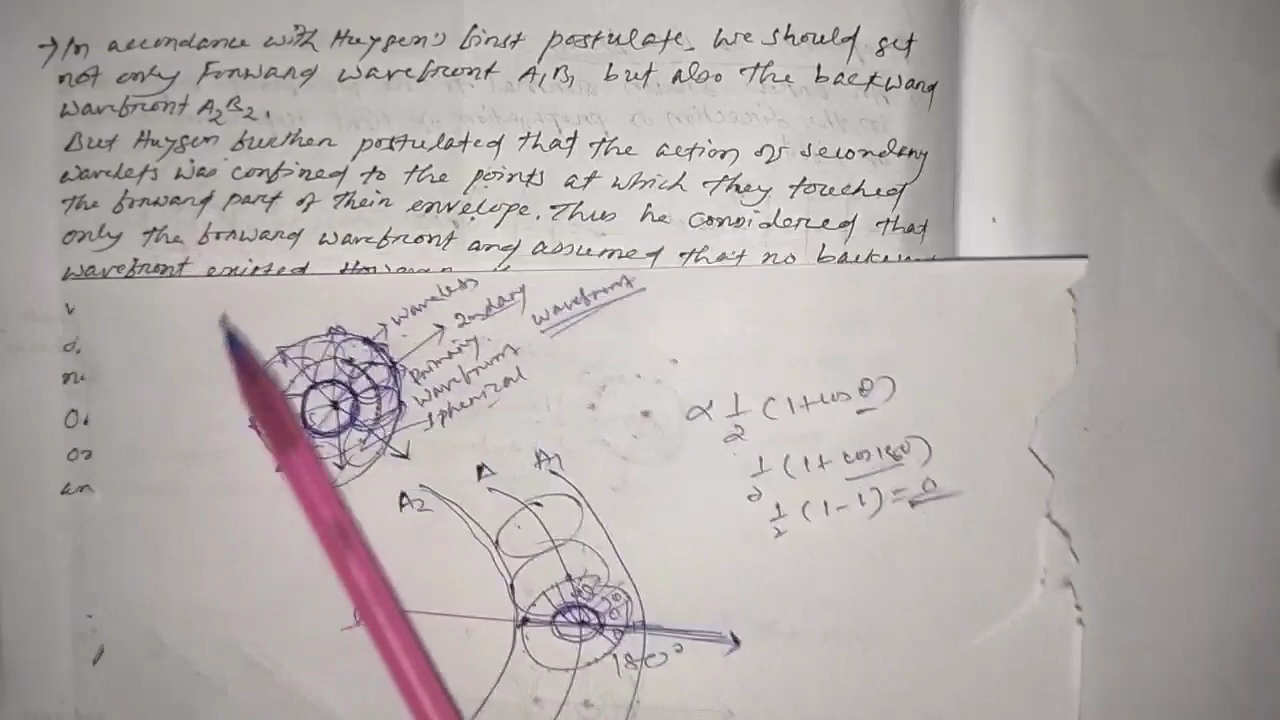 → In accordance with Huygen's first postulate, we should get
not only Forward wavefront A₁B₁ but also the backward
wavefront A₂B₂.
But Huygen further postulated that the action of secondary
wavelets was confined to the points at which they touched
the forward part of their envelope. Thus he considered that
only the forward wavefront and assumed that no
wavefront existed
wavelets
2ndary
wavefront
Primary
wavefront
spherical
α 1/2 (1+cos θ)
1/2 (1+ cos 180)
1/2 (1-1) = 0
A₂
A
A₁
180°